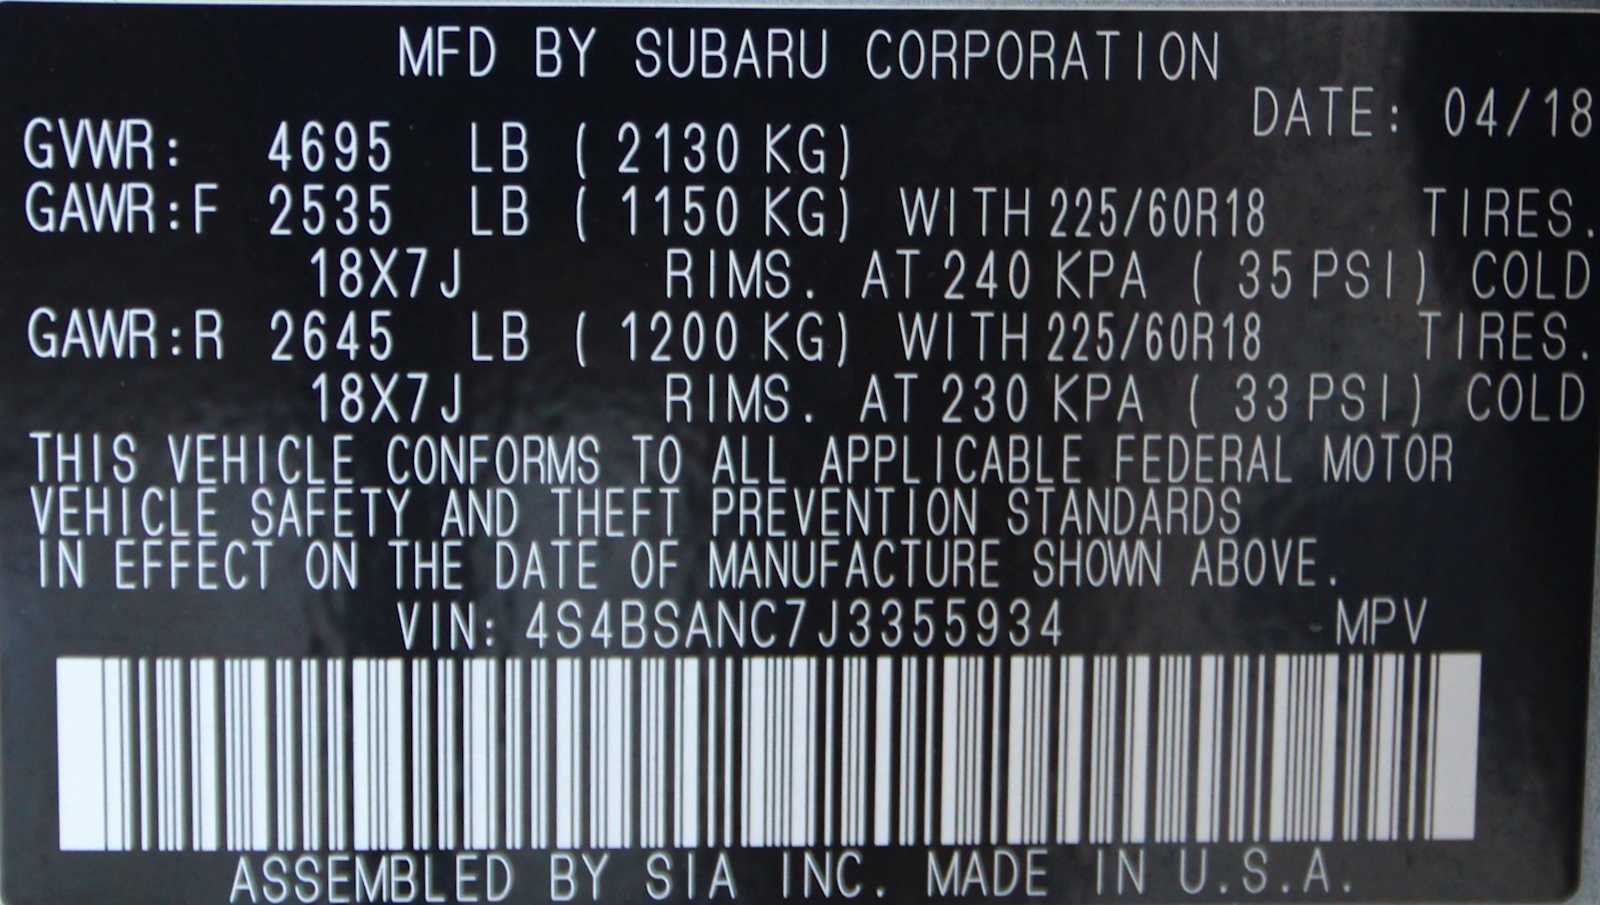 MFD BY SUBARU CORPORATION
DATE: 04/18
GVWR: 4695 LB ( 2130 KG)
GAWR:F 2535 LB ( 1150 KG) WITH 225/60R18 TIRES.
18X7J RIMS. AT 240 KPA ( 35 PSI) COLD
GAWR:R 2645 LB ( 1200 KG) WITH 225/60R18 TIRES.
18X7J RIMS. AT 230 KPA ( 33 PSI) COLD
THIS VEHICLE CONFORMS TO ALL APPLICABLE FEDERAL MOTOR
VEHICLE SAFETY AND THEFT PREVENTION STANDARDS
IN EFFECT ON THE DATE OF MANUFACTURE SHOWN ABOVE.
VIN: 4S4BSANC7J3355934 MPV
ASSEMBLED BY SIA INC. MADE IN U.S.A.